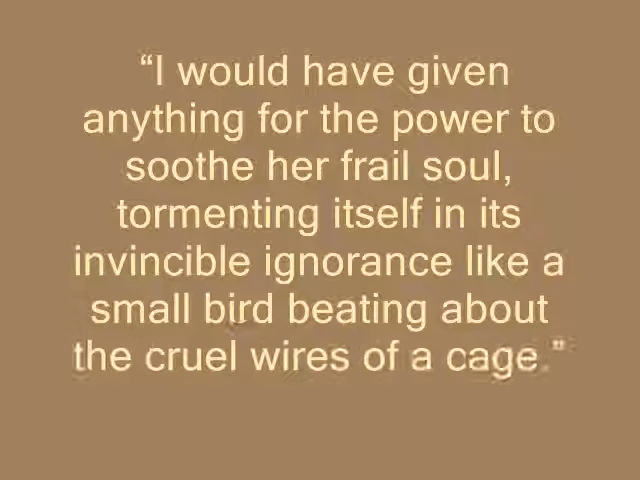 “I would have given
anything for the power to
soothe her frail soul,
tormenting itself in its
invincible ignorance like a
small bird beating about
the cruel wires of a cage.”